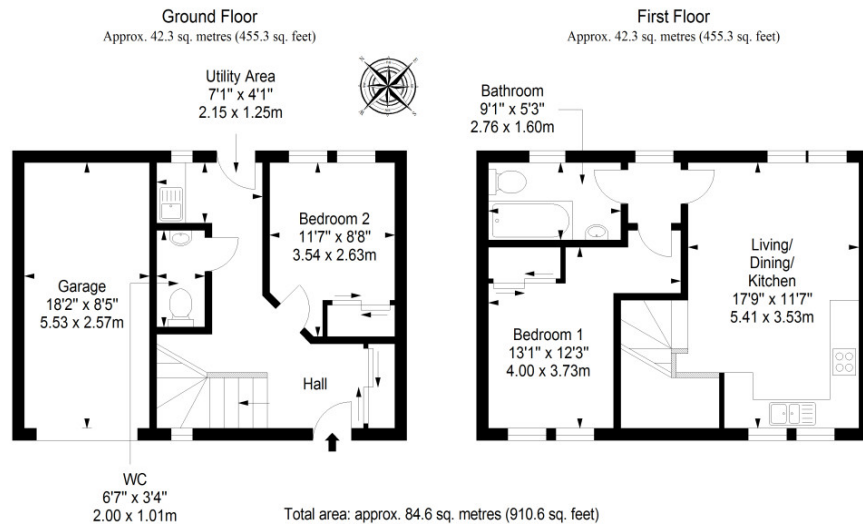 Ground Floor
Approx. 42.3 sq. metres (455.3 sq. feet)
First Floor
Approx. 42.3 sq. metres (455.3 sq. feet)
Utility Area
7'1" x 4'1"
2.15 x 1.25m
Bathroom
9'1" x 5'3"
2.76 x 1.60m
Bedroom 2
11'7" x 8'8"
3.54 x 2.63m
Garage
18'2" x 8'5"
5.53 x 2.57m
Hall
WC
6'7" x 3'4"
2.00 x 1.01m
Living/
Dining/
Kitchen
17'9" x 11'7"
5.41 x 3.53m
Bedroom 1
13'1" x 12'3"
4.00 x 3.73m
Total area: approx. 84.6 sq. metres (910.6 sq. feet)